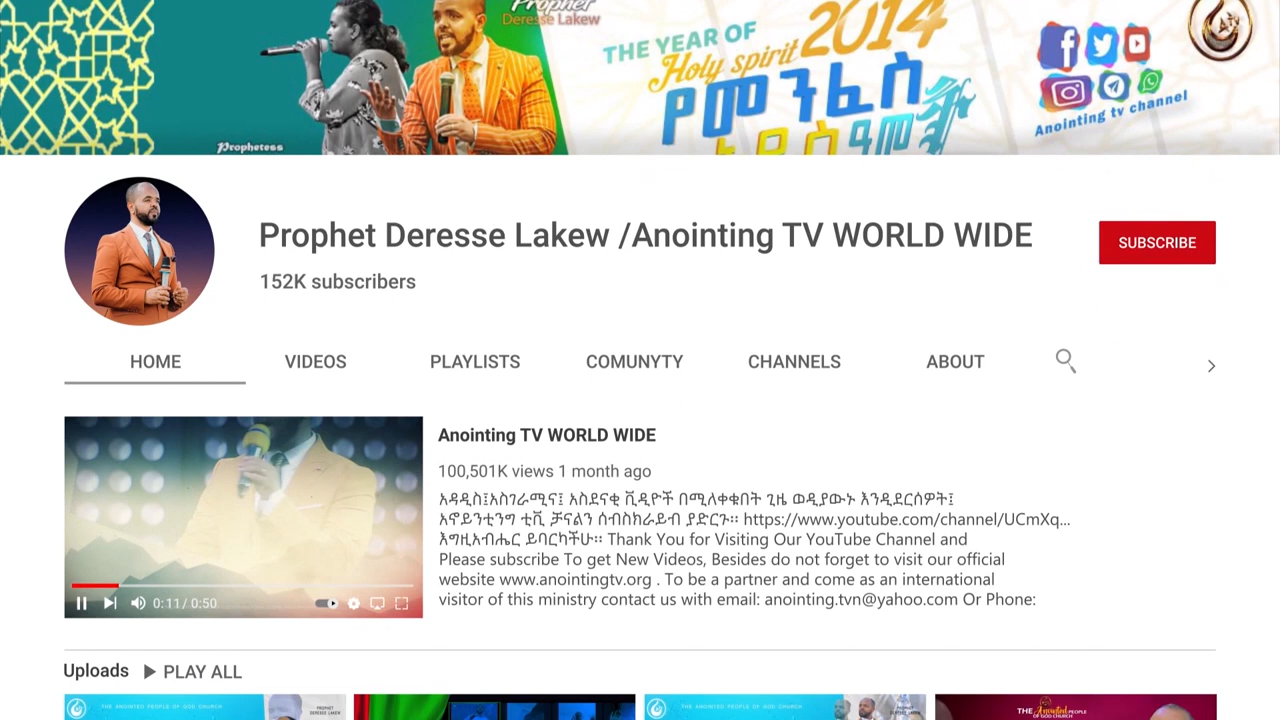 Prophet
Deresse Lakew
THE YEAR OF
Holy spirit 2014
የመንፈስ
ቅዱስ ዓመት
Anointing tv channel
Prophetess
Prophet Deresse Lakew /Anointing TV WORLD WIDE
152K subscribers
SUBSCRIBE
HOME VIDEOS PLAYLISTS COMUNYTY CHANNELS ABOUT
Anointing TV WORLD WIDE
100,501K views 1 month ago
አዳዲስ፤አስገራሚና፤ አስደናቂ ቪዲዮች በሚለቀቁበት ጊዜ ወዲያውኑ እንዲደርሰዎት፤
አኖይንቲንግ ቲቪ ቻናልን ሰብስክራይብ ያድርጉ፡፡ https://www.youtube.com/channel/UCmXq...
እግዚአብሔር ይባርካችሁ፡፡ Thank You for Visiting Our YouTube Channel and
Please subscribe To get New Videos, Besides do not forget to visit our official
website www.anointingtv.org . To be a partner and come as an international
visitor of this ministry contact us with email: anointing.tvn@yahoo.com Or Phone:
0:11/ 0:50
Uploads PLAY ALL
THE ANOINTED PEOPLE OF GOD CHURCH
PROPHET
DERESSE LAKEW
THE ANOINTED PEOPLE OF GOD CHURCH
PROPHET
DERESSE LAKEW
THE Anointed PEOPLE
OF GOD CHURCH